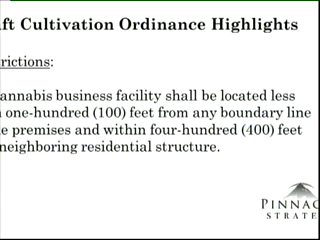 ft Cultivation Ordinance Highlights
rictions:
annabis business facility shall be located less
one-hundred (100) feet from any boundary line
e premises and within four-hundred (400) feet
neighboring residential structure.
PINNAC
STRATE